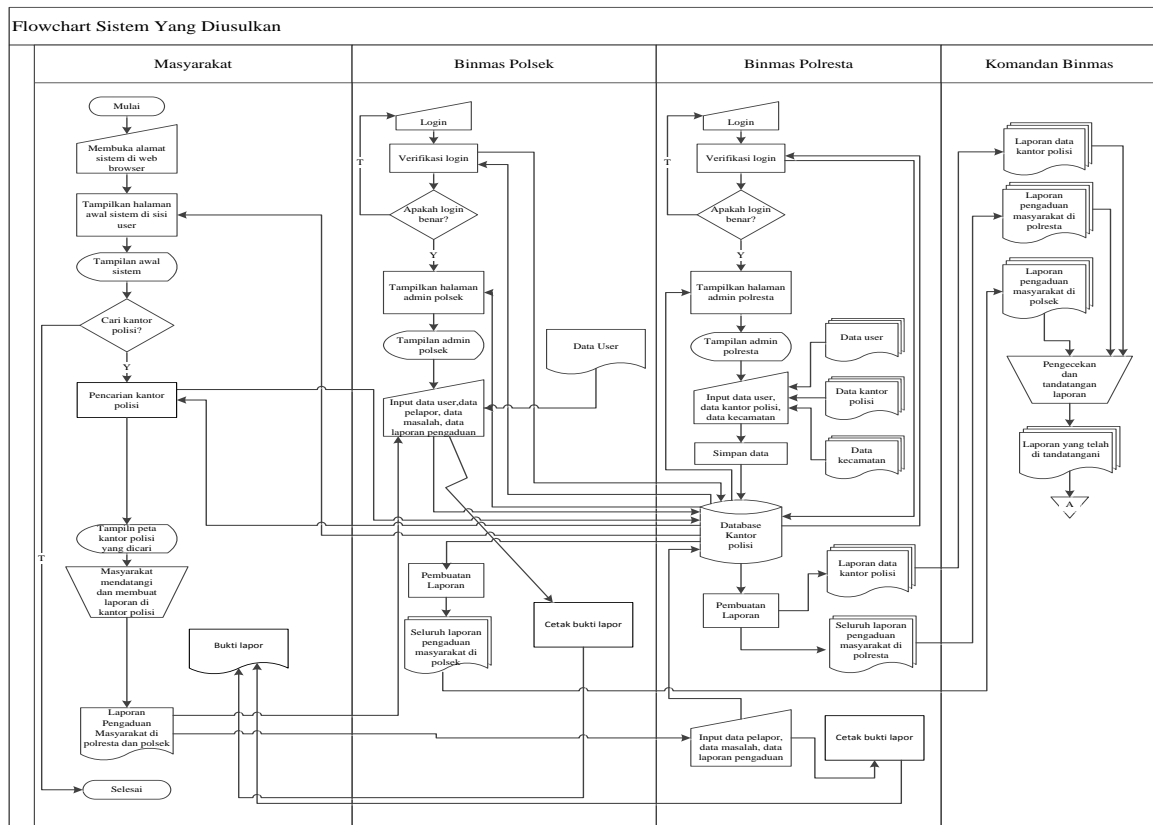 Flowchart Sistem Yang Diusulkan
Masyarakat
Binmas Polsek
Binmas Polresta
Komandan Binmas
Mulai
Membuka alamat
sistem di web
browser
Tampilkan halaman
awal sistem di sisi
user
Tampilan awal
sistem
Cari kantor
polisi?
T
Y
Pencarian kantor
polisi
Tampiln peta
kantor polisi
yang dicari
Masyarakat
mendatangi
dan membuat
laporan di
kantor polisi
Bukti lapor
Laporan
Pengaduan
Masyarakat di
polresta dan polsek
Selesai
Login
Verifikasi login
T
Apakah login
benar?
Y
Tampilkan halaman
admin polsek
Tampilan admin
polsek
Data User
Input data user,data
pelapor, data
masalah, data
laporan pengaduan
Pembuatan
Laporan
Seluruh laporan
pengaduan
masyarakat di
polsek
Cetak bukti lapor
Login
Verifikasi login
T
Apakah login
benar?
Y
Tampilkan halaman
admin polresta
Tampilan admin
polresta
Data user
Input data user,
data kantor polisi,
data kecamatan
Data kantor
polisi
Data
kecamatan
Simpan data
Database
Kantor
polisi
Pembuatan
Laporan
Laporan data
kantor polisi
Seluruh laporan
pengaduan
masyarakat di
polresta
Input data pelapor,
data masalah, data
laporan pengaduan
Cetak bukti lapor
Laporan data
kantor polisi
Laporan
pengaduan
masyarakat di
polresta
Laporan
pengaduan
masyarakat di
polsek
Pengecekan
dan
tandatangan
laporan
Laporan yang telah
di tandatangani
A